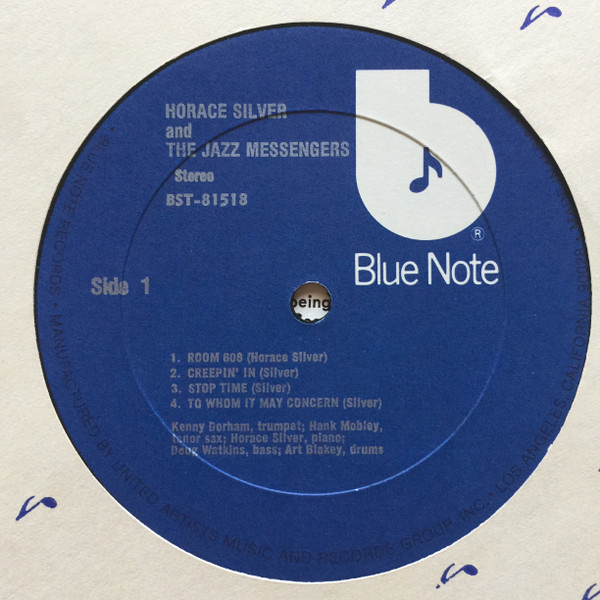 HORACE SILVER
and
THE JAZZ MESSENGERS
Stereo
BST-81518
®
Blue Note
Side 1
being
1. ROOM 608 (Horace Silver)
2. CREEPIN' IN (Silver)
3. STOP TIME (Silver)
4. TO WHOM IT MAY CONCERN (Silver)
Kenny Dorham, trumpet; Hank Mobley,
tenor sax; Horace Silver, piano;
Doug Watkins, bass; Art Blakey, drums
BLUE NOTE RECORDS. MANUFACTURED BY UNITED ARTISTS MUSIC AND RECORDS GROUP, INC. • LOS ANGELES, CALIFORNIA 90028